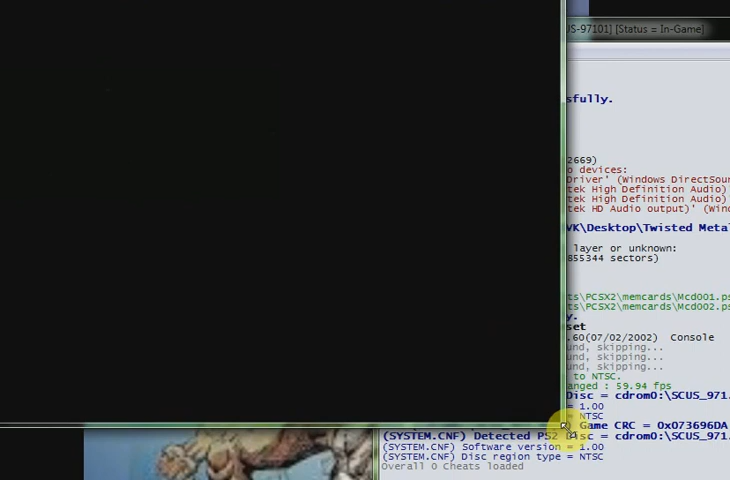 US-97101] [Status = In-Game]
sfully.
2669)
o devices:
Driver' (Windows DirectSou
tek High Definition Audio)
tek High Definition Audio)
tek HD Audio output)' (Win
VK\Desktop\Twisted Meta
layer or unknown:
855344 sectors)
ts\PCSX2\memcards\Mcd001.ps
ts\PCSX2\memcards\Mcd002.ps
y.
set
.60(07/02/2002) Console
und, skipping...
und, skipping...
und, skipping...
to NTSC.
anged : 59.94 fps
Disc = cdrom0:\SCUS_971
= 1.00
= NTSC
Game CRC = 0x073696DA
(SYSTEM.CNF) Detected PS2 Disc = cdrom0:\SCUS_971
(SYSTEM.CNF) Software version = 1.00
(SYSTEM.CNF) Disc region type = NTSC
Overall 0 Cheats loaded